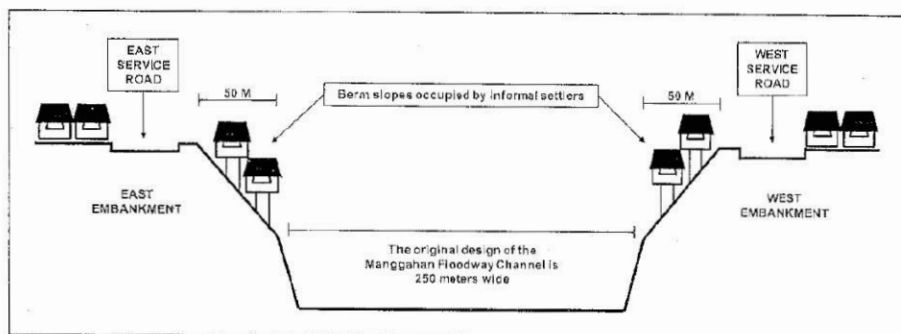 EAST
SERVICE
ROAD
WEST
SERVICE
ROAD
50 M
Berm slopes occupied by informal settlers
50 M
EAST
EMBANKMENT
WEST
EMBANKMENT
The original design of the
Manggahan Floodway Channel is
250 meters wide